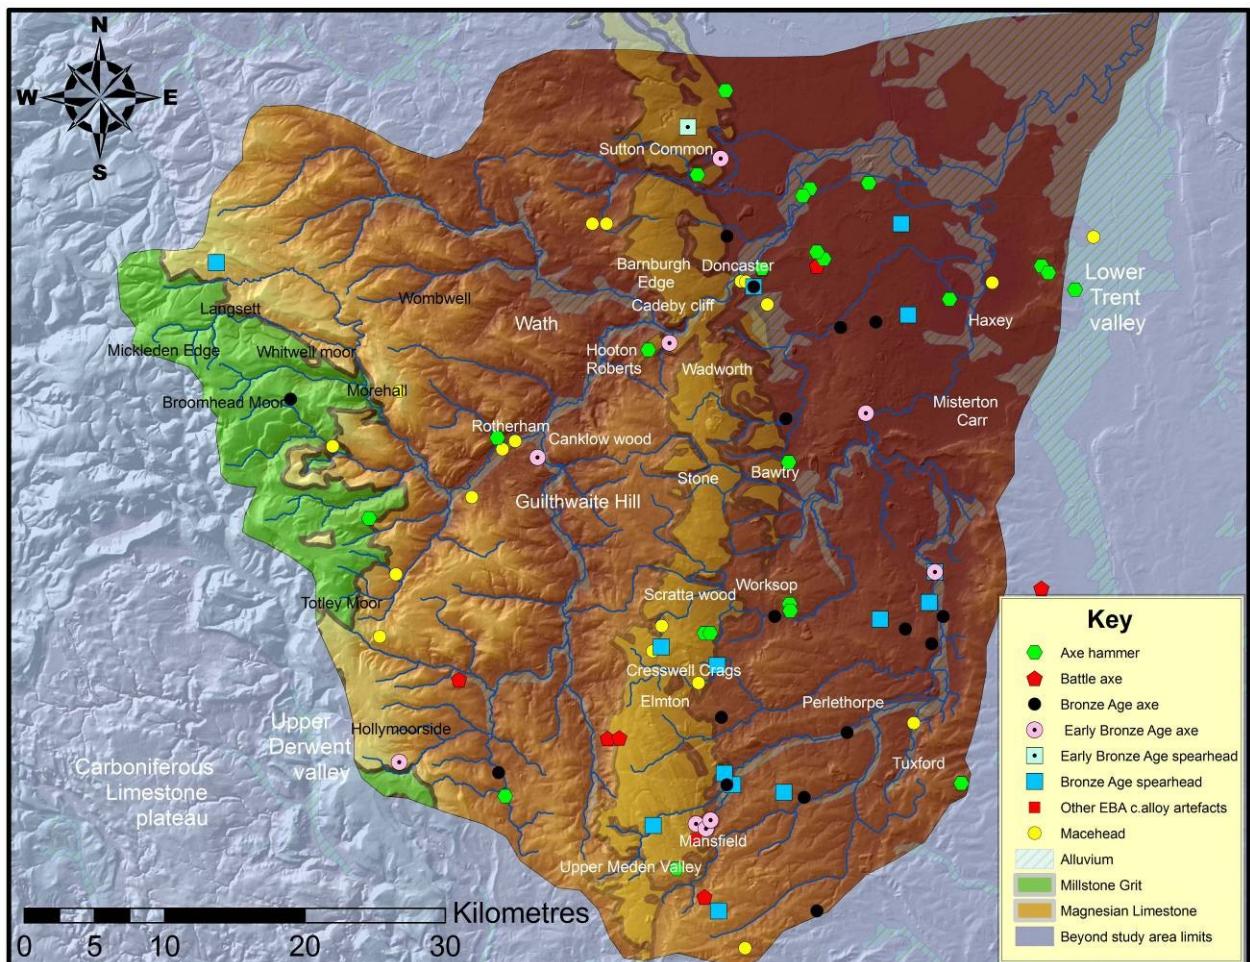 N
W
E
S
Sutton Common
Barnburgh
Edge
Doncaster
Cadeby cliff
Lower
Trent
valley
Langsett
Wombwell
Wath
Haxey
Mickleden Edge
Whitwell moor
Hooton
Roberts
Wadworth
Morehall
Broomhead Moor
Misterton
Carr
Rotherham
Canklow wood
Stone
Bawtry
Guilthwaite Hill
Worksop
Scratta wood
Totley Moor
Cresswell Crags
Elmton
Perlethorpe
Upper
Derwent
valley
Hollymoorside
Tuxford
Carboniferous
Limestone
plateau
Mansfield
Upper Meden Valley
Kilometres
0 5 10 20 30
Key
Axe hammer
Battle axe
Bronze Age axe
Early Bronze Age axe
Early Bronze Age spearhead
Bronze Age spearhead
Other EBA c.alloy artefacts
Macehead
Alluvium
Millstone Grit
Magnesian Limestone
Beyond study area limits